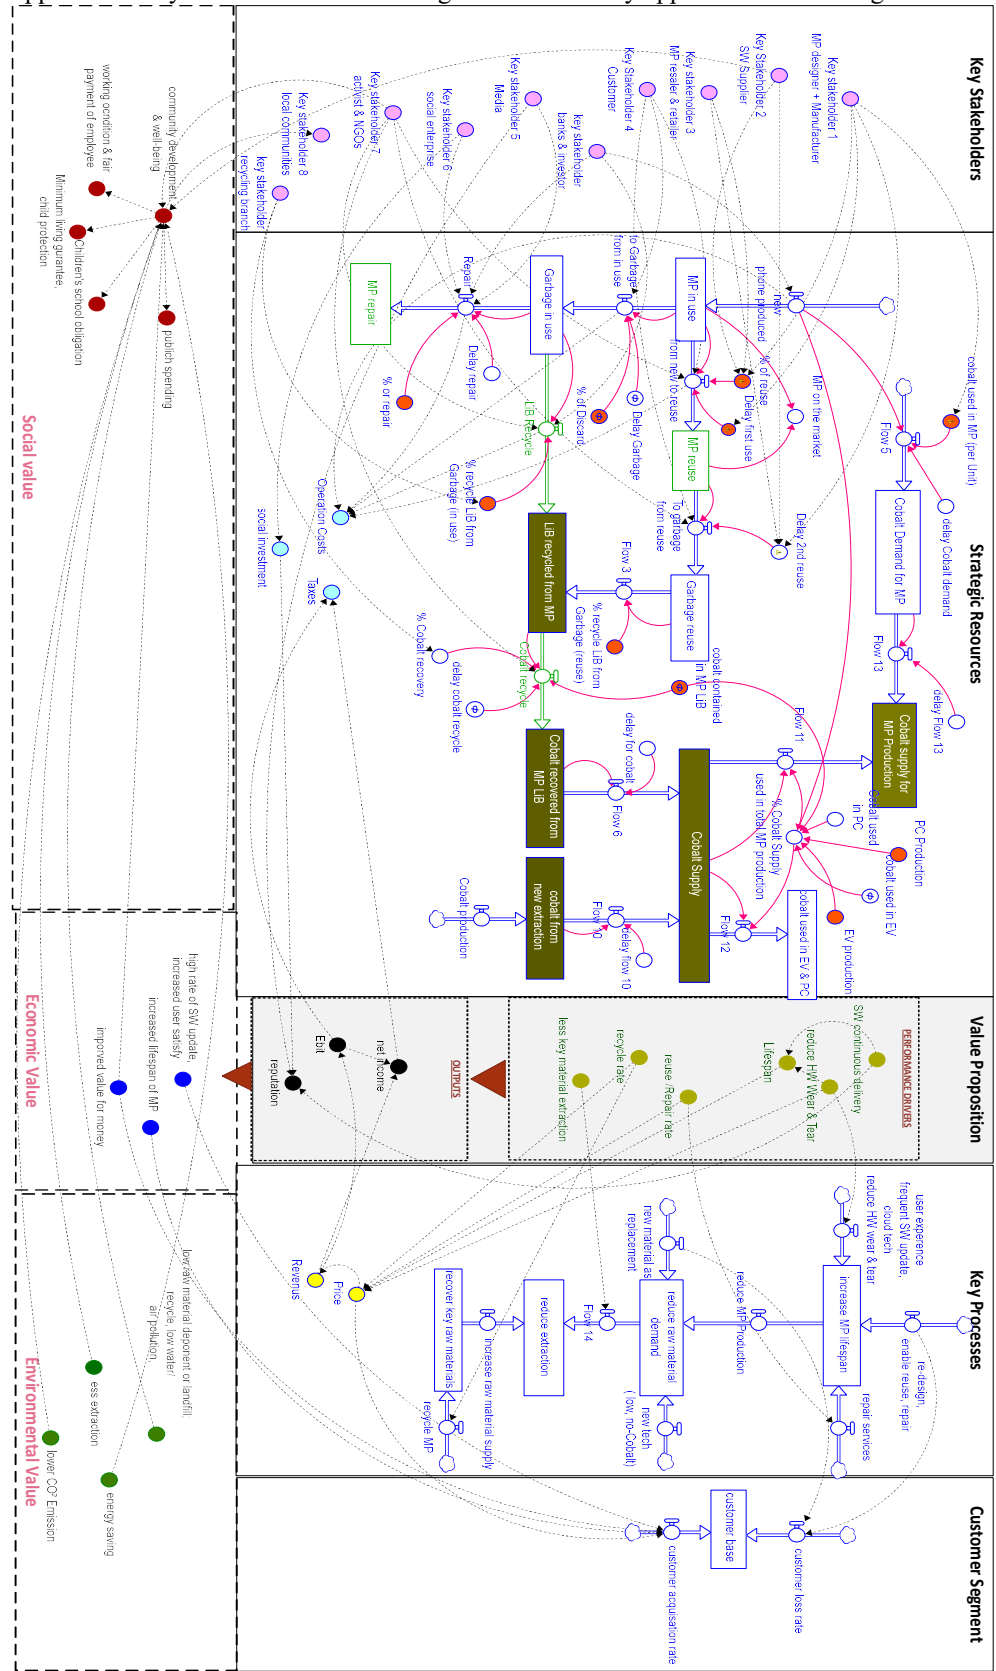 Key Stakeholders
Key stakeholder 1
MP designer + Manufacturer
Key Stakeholder 2
SW Supplier
Key stakeholder 3
MP resaler & retailer
Key Stakeholder 4
Customer
key stakeholder
banks & investor
Key stakeholder 5
Media
Key stakeholder 6
social enterprise
Key stakeholder 7
activist & NGOs
Key stakeholder 8
local communities
key stakeholder
recycling branch
Strategic Resources
cobalt used in MP (per Unit)
Flow 5
delay Cobalt demand
Cobalt Demand for MP
Flow 13
delay Flow 13
Cobalt supply for
MP Production
new
phone produced
MP on the market
% of reuse
Delay first use
MP in use
from new to reuse
MP reuse
Delay 2nd reuse
To garbage
from reuse
Garbage reuse
to Garbage
from in use
Delay Garbage
% of Discard
Garbage in use
Flow 3
% recycle LiB from
Garbage (reuse)
cobalt contained
in MP LiB
Repair
Delay repair
MP repair
% or repair
LiB Recycle
% recycle LiB from
Garbage (in use)
LiB recycled from MP
Operation Costs
social investment
Taxes
Cobalt recycle
% Cobalt recovery
delay cobalt recycle
Cobalt recovered from
MP LiB
delay for cobalt
Flow 6
Cobalt Supply
Flow 11
% Cobalt Supply
used in total MP production
Cobalt used
in PC
PC Production
cobalt used in EV
EV production
cobalt used in EV & PC
Flow 12
cobalt from
new extraction
Cobalt production
Flow 10
delay flow 10
Value Proposition
PERFORMANCE DRIVERS
SW continuous delivery
reduce HW Wear & Tear
Lifespan
reuse /Repair rate
recycle rate
less key material extraction
OUTPUTS
net income
Ebit
reputation
Key Processes
user experence
frequent SW update,
cloud tech
reduce HW wear & tear
re-design,
enable reuse, repair
increase MP lifespan
repair services
reduce MP Production
new material as
replacement
reduce raw material
demand
new tech
( low, no-Cobalt)
Flow 14
reduce extraction
increase raw material supply
recover key raw materials
recycle MP
Price
Revenus
Customer Segment
customer loss rate
customer base
customer acquisation rate
Social value
community development,
& well-being
working ocondition & fair
payment of employee
Children's school obligation
Minimum living gurantee,
child protection
publich spending
Economic Value
high rate of SW update,
increased user satisfy
increased lifespan of MP
imporved value for money
Environmental Value
low raw material deponent or landfill,
recycle, low water/
air pollution,
ess extraction
energy saving
lower CO² Emission